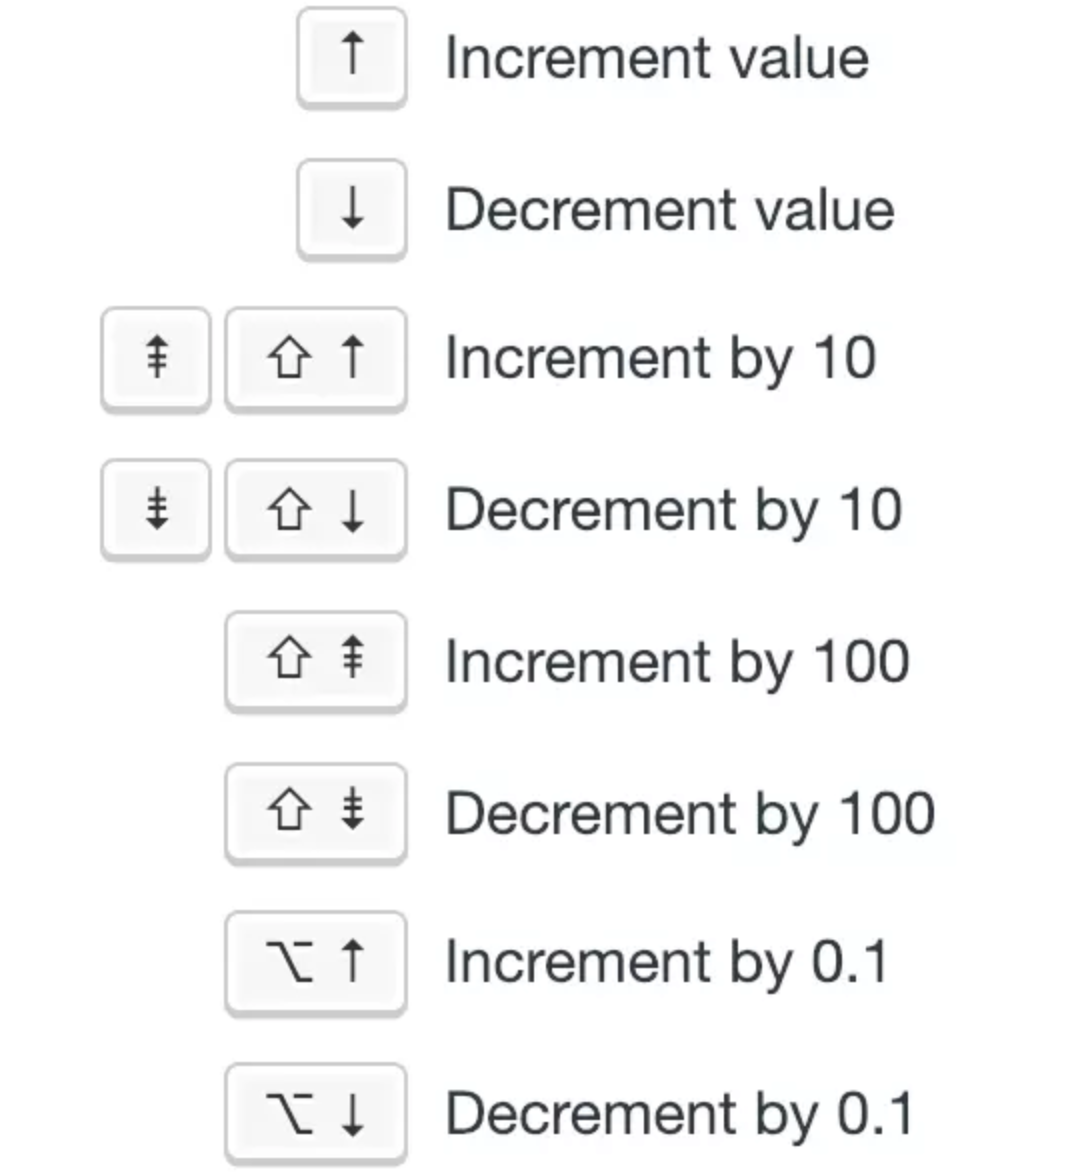 ↑ Increment value
↓ Decrement value
⇞ ⇧ ↑ Increment by 10
⇟ ⇧ ↓ Decrement by 10
⇧ ⇞ Increment by 100
⇧ ⇟ Decrement by 100
⌥ ↑ Increment by 0.1
⌥ ↓ Decrement by 0.1